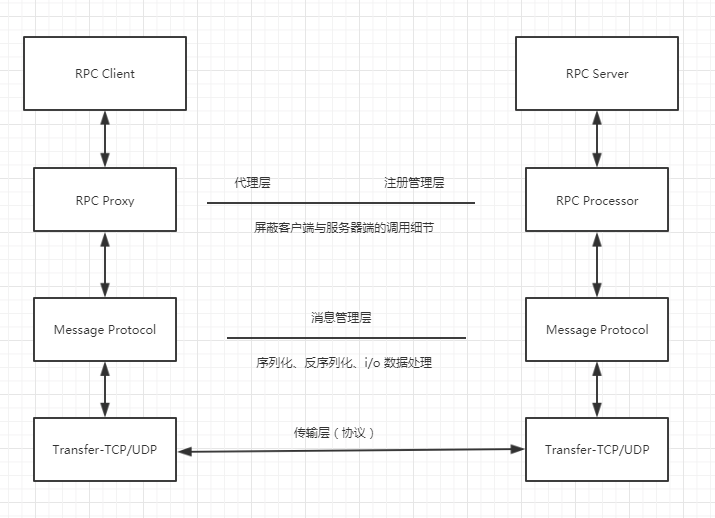 RPC Client
RPC Server
代理层
注册管理层
RPC Proxy
RPC Processor
屏蔽客户端与服务器端的调用细节
消息管理层
Message Protocol
Message Protocol
序列化、反序列化、i/o 数据处理
传输层（协议）
Transfer-TCP/UDP
Transfer-TCP/UDP